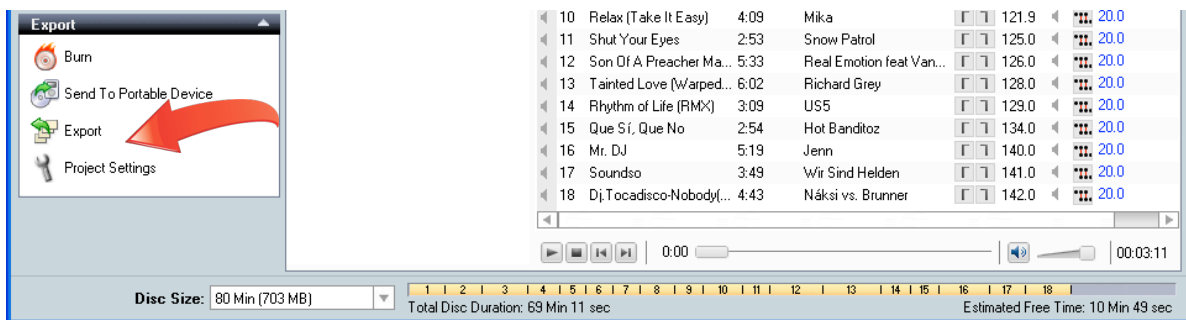 Export
Burn
Send To Portable Device
Export
Project Settings
10 Relax (Take It Easy) 4:09 Mika 121.9 20.0
11 Shut Your Eyes 2:53 Snow Patrol 125.0 20.0
12 Son Of A Preacher Ma... 5:33 Real Emotion feat Van... 126.0 20.0
13 Tainted Love (Warped... 6:02 Richard Grey 128.0 20.0
14 Rhythm of Life (RMX) 3:09 US5 129.0 20.0
15 Que Sí, Que No 2:54 Hot Banditoz 134.0 20.0
16 Mr. DJ 5:19 Jenn 140.0 20.0
17 Soundso 3:49 Wir Sind Helden 141.0 20.0
18 Dj.Tocadisco-Nobody(... 4:43 Náksi vs. Brunner 142.0 20.0
0:00 00:03:11
Disc Size: 80 Min (703 MB)
1 2 3 4 5 6 7 8 9 10 11 12 13 14 15 16 17 18
Total Disc Duration: 69 Min 11 sec Estimated Free Time: 10 Min 49 sec